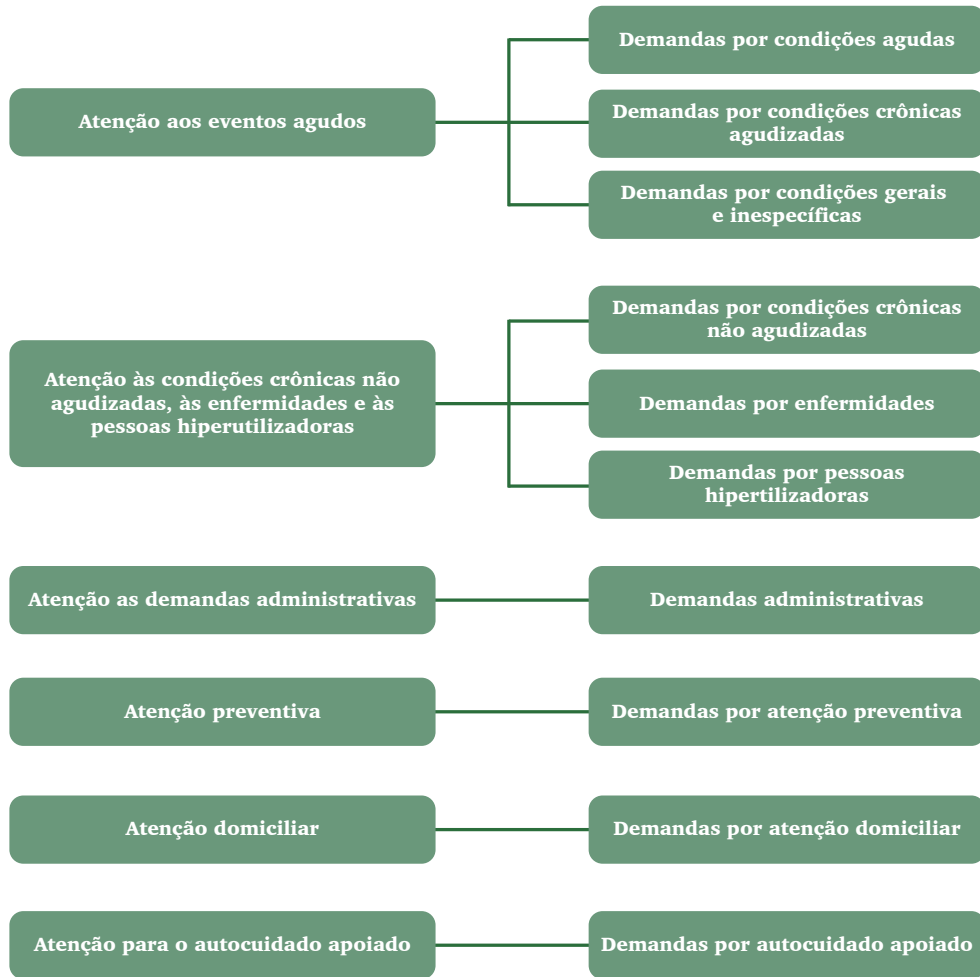 Atenção aos eventos agudos
Demandas por condições agudas
Demandas por condições crônicas
agudizadas
Demandas por condições gerais
e inespecíficas
Atenção às condições crônicas não
agudizadas, às enfermidades e às
pessoas hiperutilizadoras
Demandas por condições crônicas
não agudizadas
Demandas por enfermidades
Demandas por pessoas
hipertilizadoras
Atenção as demandas administrativas
Demandas administrativas
Atenção preventiva
Demandas por atenção preventiva
Atenção domiciliar
Demandas por atenção domiciliar
Atenção para o autocuidado apoiado
Demandas por autocuidado apoiado